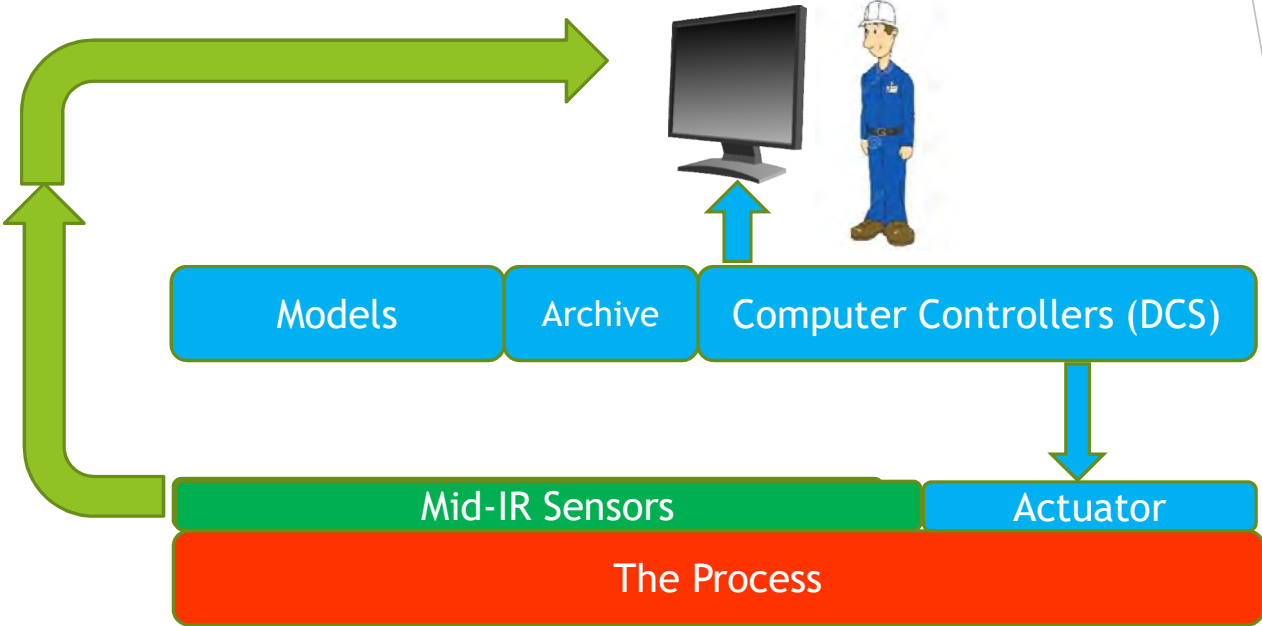 Models
Archive
Computer Controllers (DCS)
Mid-IR Sensors
Actuator
The Process